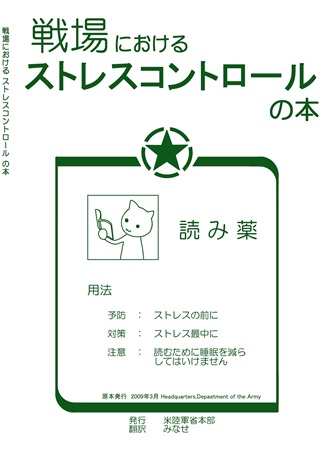 戦場における ストレスコントロール の本
戦場における
ストレスコントロール
の本
読み薬
用法
予防 ： ストレスの前に
対策 ： ストレス最中に
注意 ： 読むために睡眠を減ら
してはいけません
原本発行 2009年3月 Headquarters,Depaetment of the Army
発行 米陸軍省本部
翻訳 みなせ